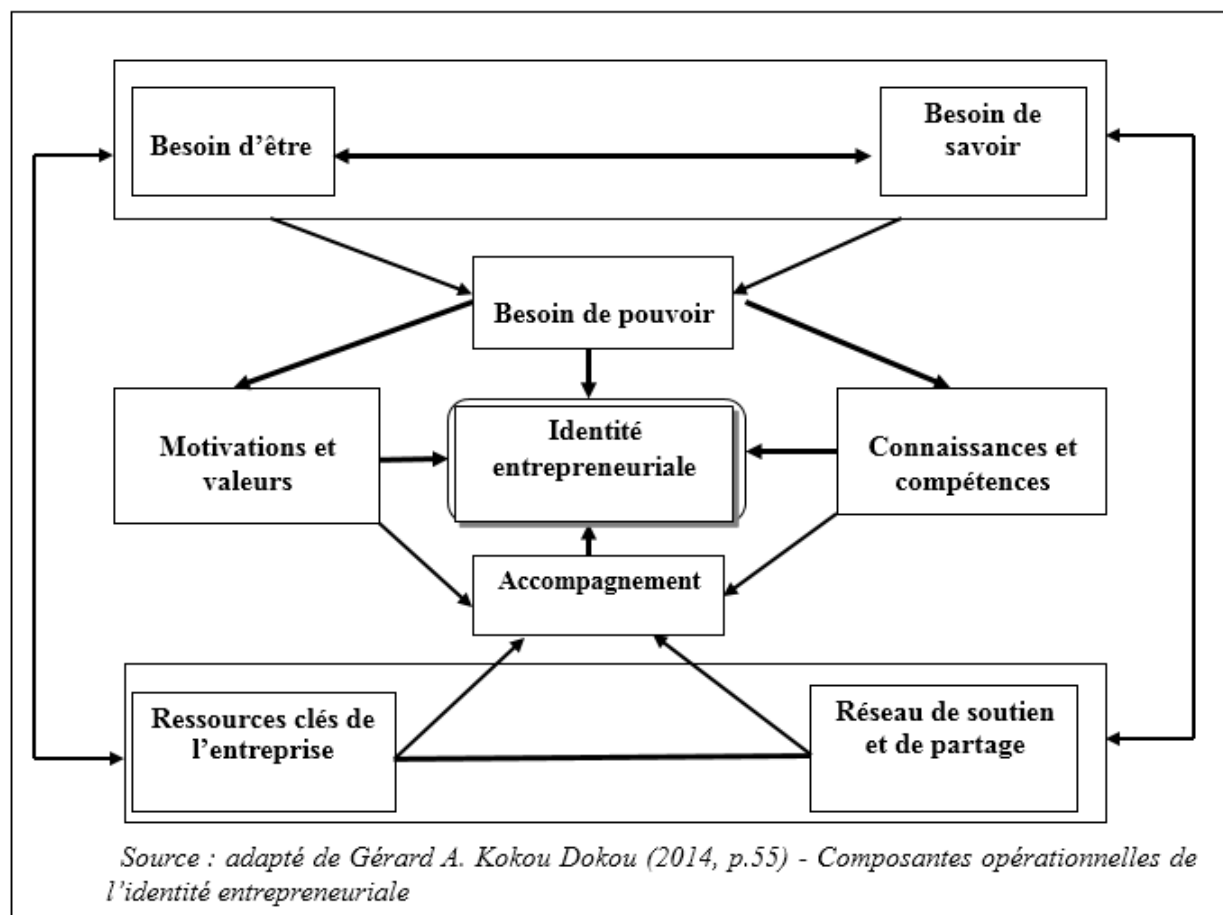 Besoin d'être
Besoin de
savoir
Besoin de pouvoir
Motivations et
valeurs
Identité
entrepreneuriale
Connaissances et
compétences
Accompagnement
Ressources clés de
l'entreprise
Réseau de soutien
et de partage
Source : adapté de Gérard A. Kokou Dokou (2014, p.55) - Composantes opérationnelles de
l'identité entrepreneuriale